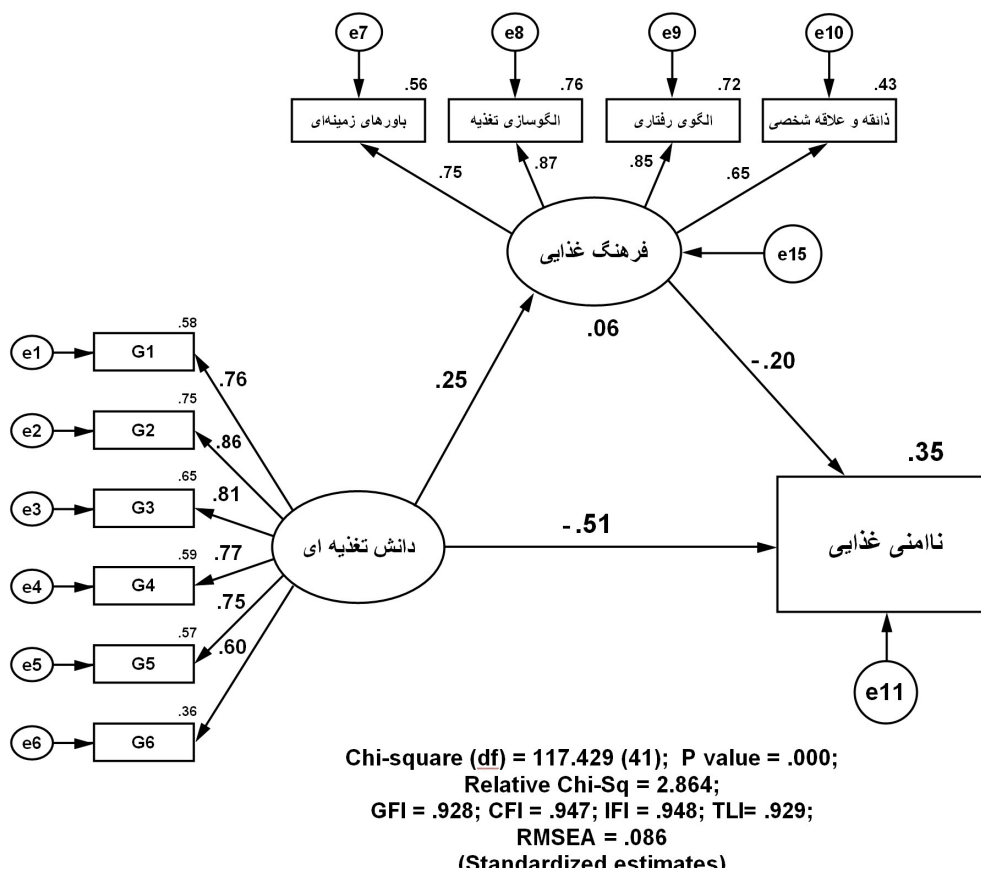 e7
e8
e9
e10
.56
.76
.72
.43
باورهای زمینه‌ای
الگوسازی تغذیه
الگوی رفتاری
ذائقه و علاقه شخصی
.75
.87
.85
.65
فرهنگ غذایی
e15
.06
.25
-.20
.58
e1
G1
.76
.75
e2
G2
.86
.65
e3
G3
.81
.59
e4
G4
.77
.57
e5
G5
.75
.36
e6
G6
.60
دانش تغذیه ای
-.51
.35
ناامنی غذایی
e11
Chi-square (df) = 117.429 (41); P value = .000;
Relative Chi-Sq = 2.864;
GFI = .928; CFI = .947; IFI = .948; TLI= .929;
RMSEA = .086
(Standardized estimates)